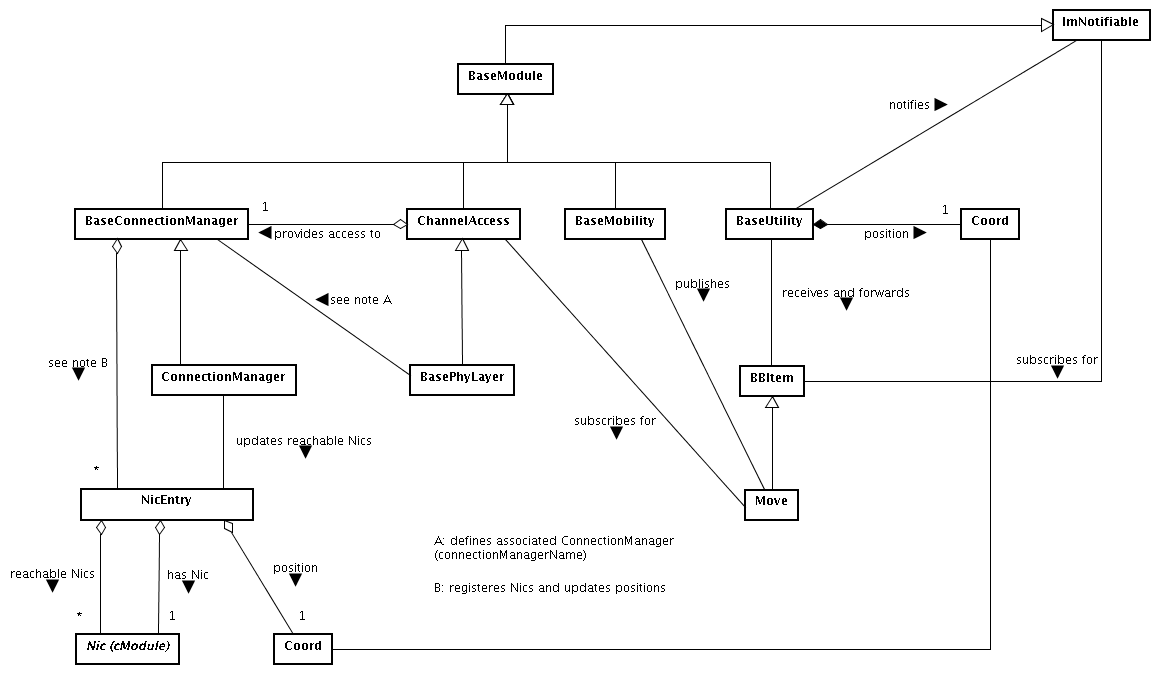 ImNotifiable
BaseModule
notifies
BaseConnectionManager
1
provides access to
ChannelAccess
BaseMobility
BaseUtility
1
position
Coord
see note A
publishes
receives and forwards
see note B
ConnectionManager
BasePhyLayer
BBItem
subscribes for
updates reachable Nics
subscribes for
*
NicEntry
Move
A: defines associated ConnectionManager
(connectionManagerName)
B: registeres Nics and updates positions
reachable Nics
has Nic
position
*
1
1
Nic (cModule)
Coord